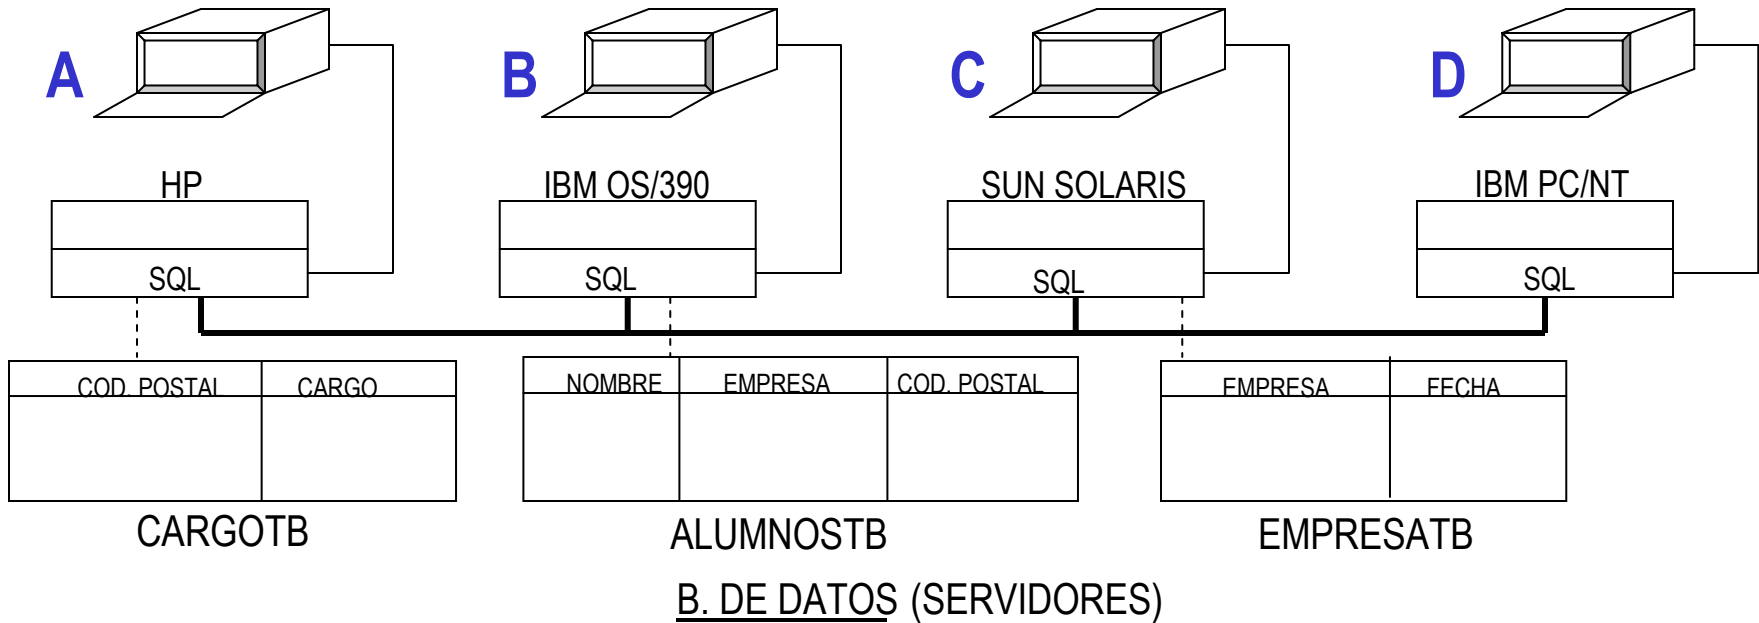 A
B
C
D
HP
IBM OS/390
SUN SOLARIS
IBM PC/NT
SQL
SQL
SQL
SQL
COD. POSTAL
CARGO
NOMBRE
EMPRESA
COD. POSTAL
EMPRESA
FECHA
CARGOTB
ALUMNOSTB
EMPRESATB
B. DE DATOS (SERVIDORES)